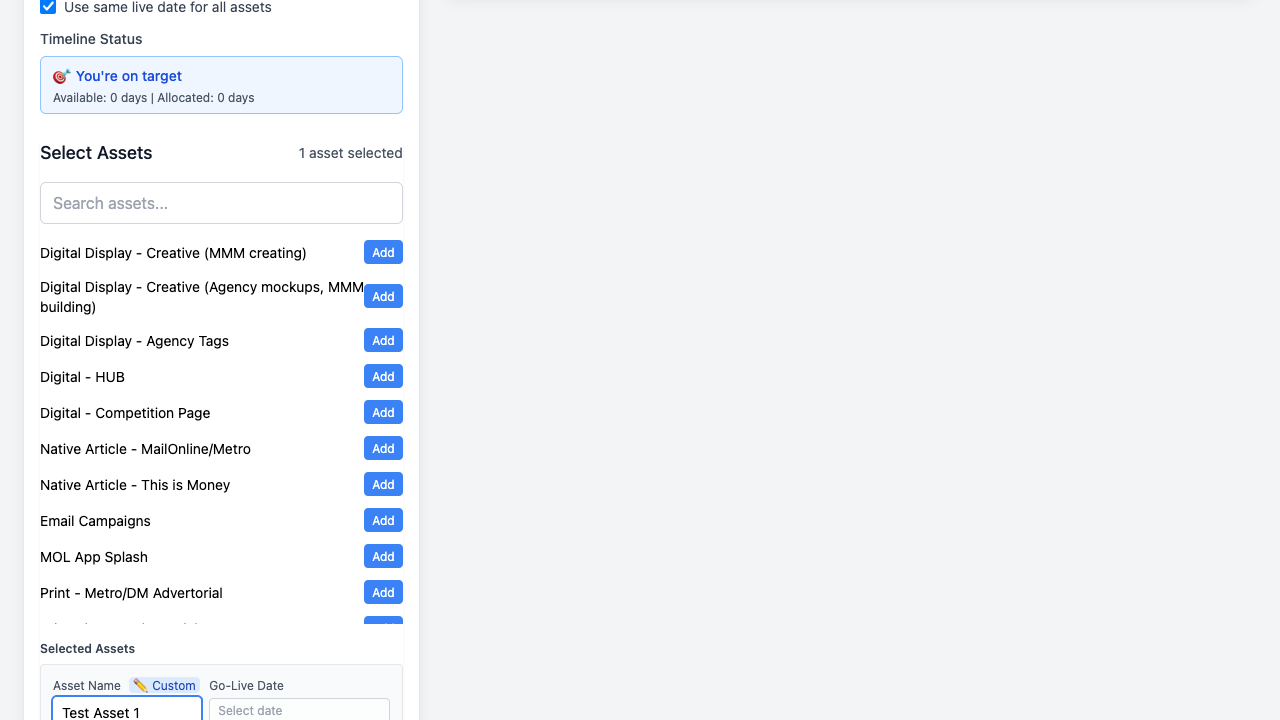 Use same live date for all assets
Timeline Status
🎯 You're on target
Available: 0 days | Allocated: 0 days
Select Assets
1 asset selected
Search assets...
Digital Display - Creative (MMM creating)
Add
Digital Display - Creative (Agency mockups, MMM
building)
Add
Digital Display - Agency Tags
Add
Digital - HUB
Add
Digital - Competition Page
Add
Native Article - MailOnline/Metro
Add
Native Article - This is Money
Add
Email Campaigns
Add
MOL App Splash
Add
Print - Metro/DM Advertorial
Add
Selected Assets
Asset Name
✏️ Custom
Go-Live Date
Test Asset 1
Select date